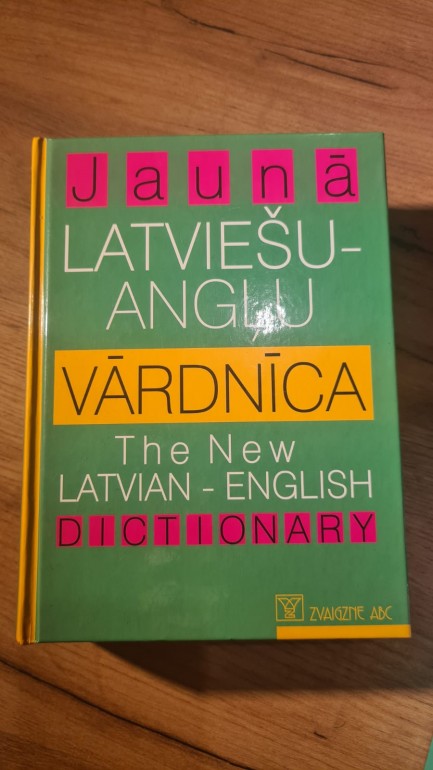 Jaunā
LATVIEŠU-
ANGĻU
VĀRDNĪCA
The New
LATVIAN - ENGLISH
DICTIONARY
ZVAIGZNE ABC